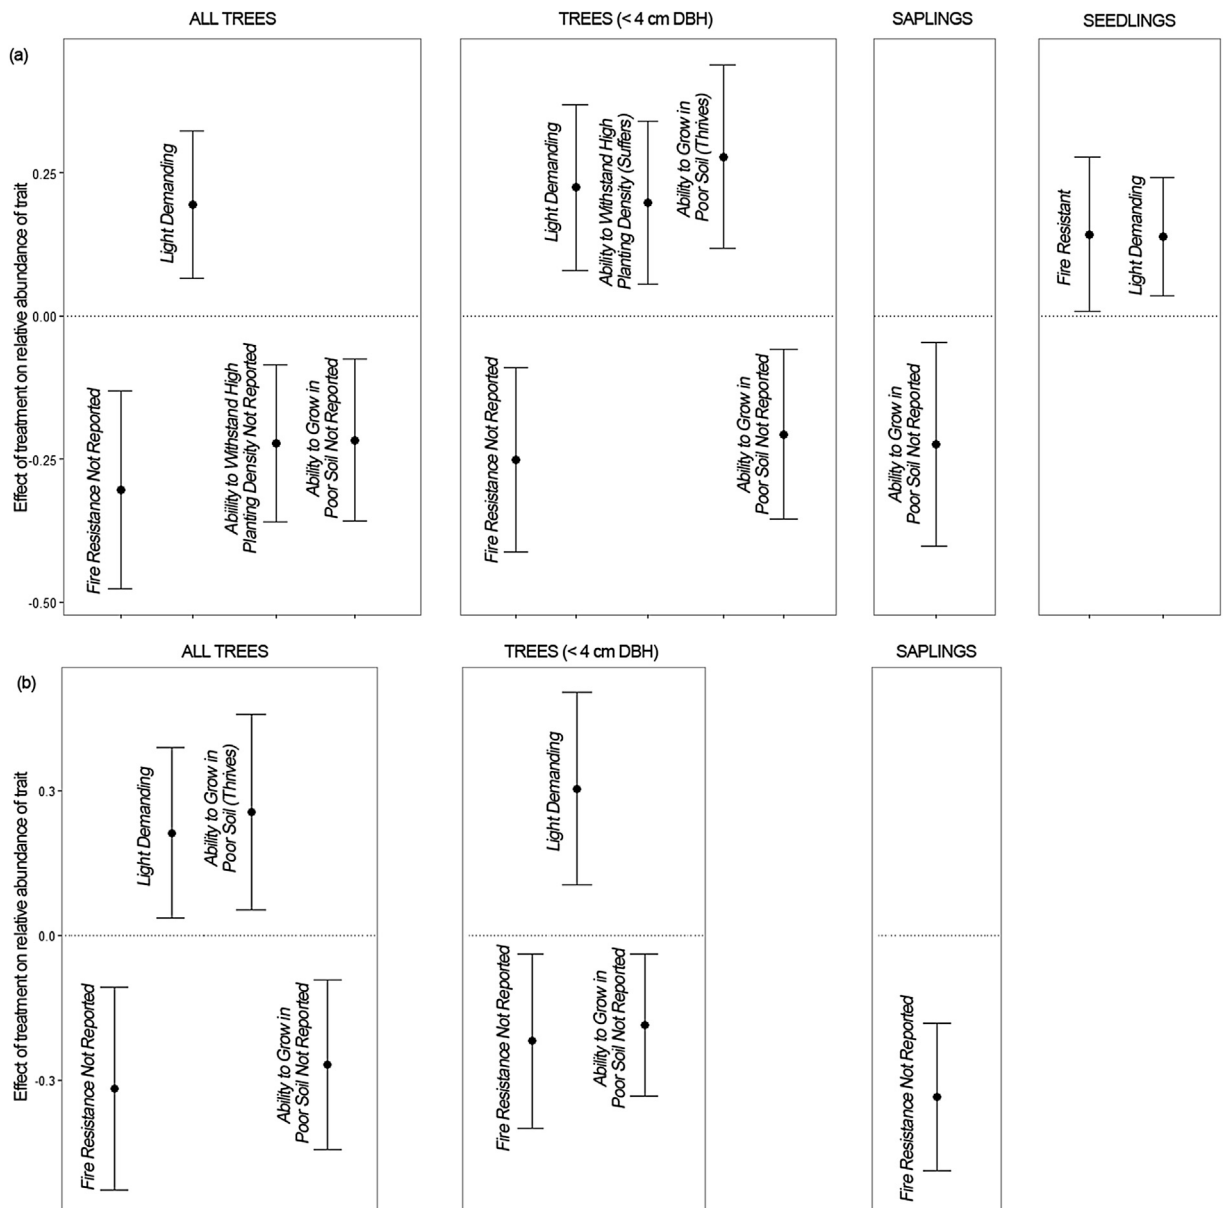 ALL TREES
TREES (< 4 cm DBH)
SAPLINGS
SEEDLINGS
(a)
Effect of treatment on relative abundance of trait
0.25
0.00
-0.25
-0.50
Fire Resistance Not Reported
Light Demanding
Abiility to Withstand High
Planting Density Not Reported
Ability to Grow in
Poor Soil Not Reported
Fire Resistance Not Reported
Light Demanding
Ability to Withstand High
Planting Density (Suffers)
Ability to Grow in
Poor Soil (Thrives)
Ability to Grow in
Poor Soil Not Reported
Ability to Grow in
Poor Soil Not Reported
Fire Resistant
Light Demanding
ALL TREES
TREES (< 4 cm DBH)
SAPLINGS
(b)
Effect of treatment on relative abundance of trait
0.3
0.0
-0.3
Fire Resistance Not Reported
Light Demanding
Ability to Grow in
Poor Soil (Thrives)
Ability to Grow in
Poor Soil Not Reported
Fire Resistance Not Reported
Light Demanding
Ability to Grow in
Poor Soil Not Reported
Fire Resistance Not Reported